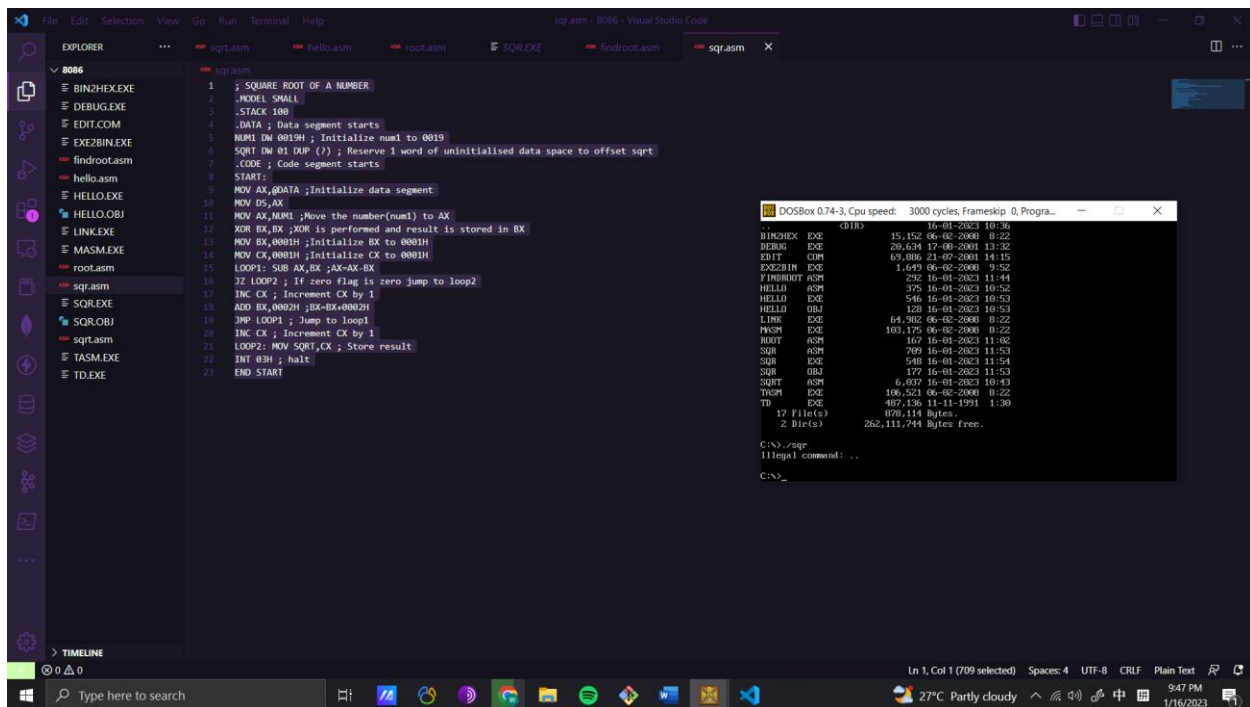 File Edit Selection View Go Run Terminal Help
sqr.asm - 8086 - Visual Studio Code
EXPLORER
sqrt.asm hello.asm root.asm SQR.EXE findroot.asm sqr.asm
8086
BIN2HEX.EXE
DEBUG.EXE
EDIT.COM
EXE2BIN.EXE
findroot.asm
hello.asm
HELLO.EXE
HELLO.OBJ
LINK.EXE
MASM.EXE
root.asm
sqr.asm
SQR.EXE
SQR.OBJ
sqrt.asm
TASM.EXE
TD.EXE
TIMELINE
sqr.asm
1 ; SQUARE ROOT OF A NUMBER
2 .MODEL SMALL
3 .STACK 100
4 .DATA ; Data segment starts
5 NUM1 DW 0019H ; Initialize num1 to 0019
6 SQRT DW 01 DUP (?) ; Reserve 1 word of uninitialised data space to offset sqrt
7 .CODE ; Code segment starts
8 START:
9 MOV AX,@DATA ;Initialize data segment
10 MOV DS,AX
11 MOV AX,NUM1 ;Move the number(num1) to AX
12 XOR BX,BX ;XOR is performed and result is stored in BX
13 MOV BX,0001H ;Initialize BX to 0001H
14 MOV CX,0001H ;Initialize CX to 0001H
15 LOOP1: SUB AX,BX ;AX=AX-BX
16 JZ LOOP2 ; If zero flag is zero jump to loop2
17 INC CX ; Increment CX by 1
18 ADD BX,0002H ;BX=BX+0002H
19 JMP LOOP1 ; Jump to loop1
20 INC CX ; Increment CX by 1
21 LOOP2: MOV SQRT,CX ; Store result
22 INT 03H ; halt
23 END START
DOSBox 0.74-3, Cpu speed: 3000 cycles, Frameskip 0, Progra...
.. <DIR> 16-01-2023 10:36
BIN2HEX EXE 15,152 06-02-2008 8:22
DEBUG EXE 20,634 17-08-2001 13:32
EDIT COM 69,886 21-07-2001 14:15
EXE2BIN EXE 1,649 06-02-2008 9:52
FINDROOT ASM 292 16-01-2023 11:44
HELLO ASM 375 16-01-2023 10:52
HELLO EXE 546 16-01-2023 10:53
HELLO OBJ 128 16-01-2023 10:53
LINK EXE 64,982 06-02-2008 8:22
MASM EXE 103,175 06-02-2008 8:22
ROOT ASM 167 16-01-2023 11:02
SQR ASM 709 16-01-2023 11:53
SQR EXE 548 16-01-2023 11:54
SQR OBJ 177 16-01-2023 11:53
SQRT ASM 6,037 16-01-2023 10:43
TASM EXE 106,521 06-02-2008 8:22
TD EXE 487,136 11-11-1991 1:30
17 File(s) 878,114 Bytes.
2 Dir(s) 262,111,744 Bytes free.
C:\>./sqr
Illegal command: ..
C:\>_
0 0
Ln 1, Col 1 (709 selected) Spaces: 4 UTF-8 CRLF Plain Text
Type here to search
27°C Partly cloudy
中
9:47 PM
1/16/2023